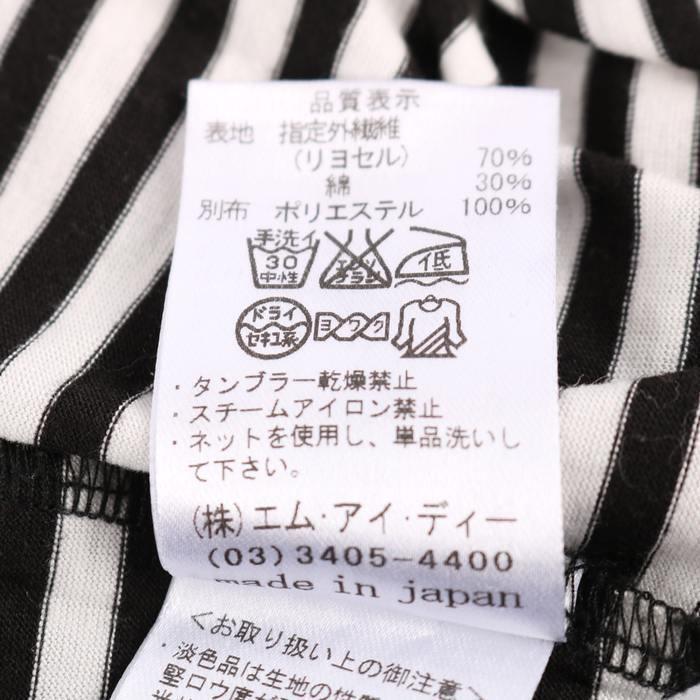 品質表示
表地 指定外繊維
(リヨセル) 70%
綿 30%
別布 ポリエステル 100%
手洗イ
30
中性
エンソ
サラシ
イ低
ドライ
セキユ系
ヨワク
・タンブラー乾燥禁止
・スチームアイロン禁止
・ネットを使用し、単品洗いし
て下さい。
(株)エム・アイ・ディー
(03)3405-4400
made in japan
<お取り扱い上の御注意>
・淡色品は生地の性質
堅ロウ度が